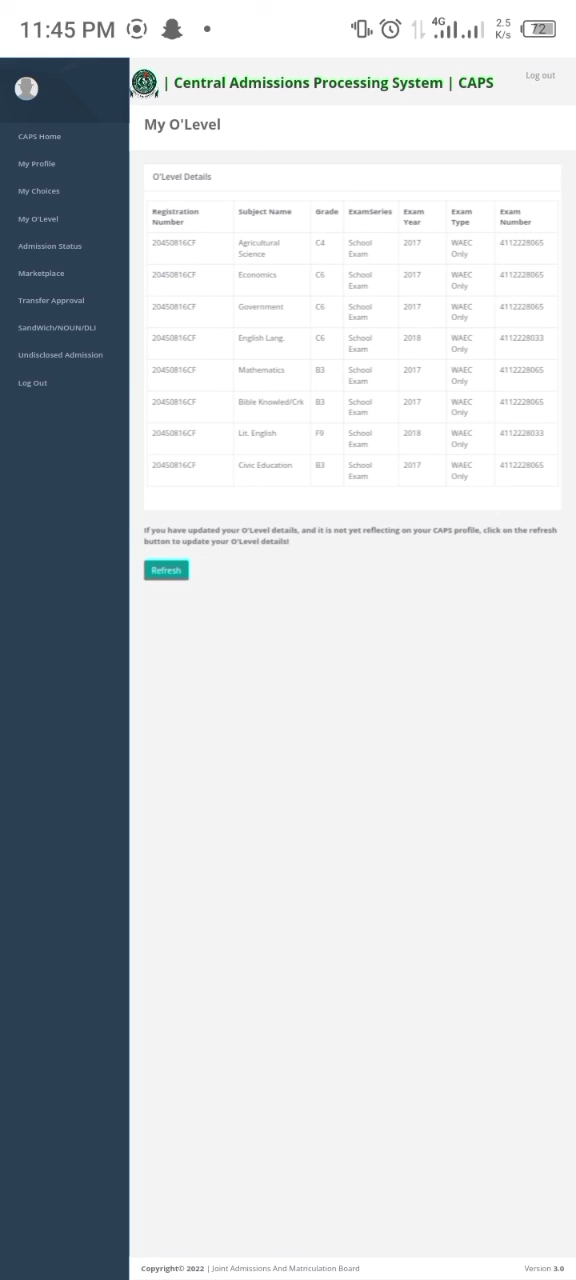 11:45 PM
4G
2.5 K/s
72
| Central Admissions Processing System | CAPS
Log out
CAPS Home
My Profile
My Choices
My O'Level
Admission Status
Marketplace
Transfer Approval
SandWich/NOUN/DLI
Undisclosed Admission
Log Out
My O'Level
O'Level Details
Registration Number Subject Name Grade ExamSeries Exam Year Exam Type Exam Number
20450816CF Agricultural Science C4 School Exam 2017 WAEC Only 4112228065
20450816CF Economics C6 School Exam 2017 WAEC Only 4112228065
20450816CF Government C6 School Exam 2017 WAEC Only 4112228065
20450816CF English Lang. C6 School Exam 2018 WAEC Only 4112228033
20450816CF Mathematics B3 School Exam 2017 WAEC Only 4112228065
20450816CF Bible Knowled/Crk B3 School Exam 2017 WAEC Only 4112228065
20450816CF Lit. English F9 School Exam 2018 WAEC Only 4112228033
20450816CF Civic Education B3 School Exam 2017 WAEC Only 4112228065
If you have updated your O'Level details, and it is not yet reflecting on your CAPS profile, click on the refresh
button to update your O'Level details!
Refresh
Copyright© 2022 | Joint Admissions And Matriculation Board
Version 3.0